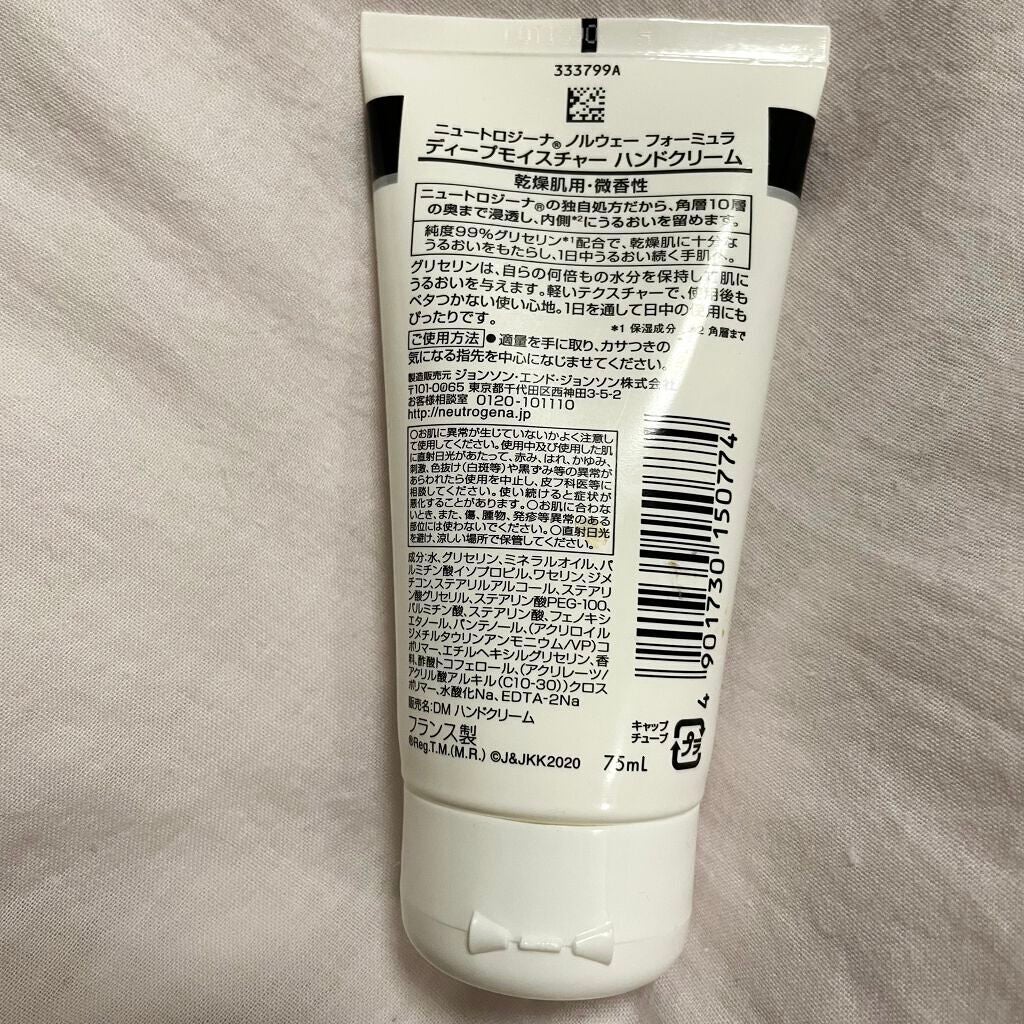 333799A
ニュートロジーナ® ノルウェー フォーミュラ
ディープモイスチャー ハンドクリーム
乾燥肌用・微香性
ニュートロジーナ®の独自処方だから、角層10層
の奥まで浸透し、内側*2にうるおいを留めます。
純度99%グリセリン*1配合で、乾燥肌に十分な
うるおいをもたらし、1日中うるおい続く手肌へ。
グリセリンは、自らの何倍もの水分を保持して肌に
うるおいを与えます。軽いテクスチャーで、使用後も
ベタつかない使い心地。1日を通して日中の使用にも
ぴったりです。
*1 保湿成分 *2 角層まで
ご使用方法 ●適量を手に取り、カサつきの
気になる指先を中心になじませてください。
製造販売元 ジョンソン・エンド・ジョンソン株式会社
〒101-0065 東京都千代田区西神田3-5-2
お客様相談室 0120-101110
http://neutrogena.jp
○お肌に異常が生じていないかよく注意し
て使用してください。使用中及び使用した肌
に直射日光があたって、赤み、はれ、かゆみ、
刺激、色抜け(白斑等)や黒ずみ等の異常が
あらわれたら使用を中止し、皮フ科医等に
相談してください。使い続けると症状が
悪化することがあります。○お肌に合わな
いとき、また、傷、腫物、発疹等異常のある
部位には使わないでください。○直射日光
を避け、涼しい場所で保管してください。
成分:水、グリセリン、ミネラルオイル、パ
ルミチン酸イソプロピル、ワセリン、ジメ
チコン、ステアリルアルコール、ステアリ
ン酸グリセリル、ステアリン酸PEG-100、
パルミチン酸、ステアリン酸、フェノキシ
エタノール、パンテノール、(アクリロイル
ジメチルタウリンアンモニウム/VP)コ
ポリマー、エチルヘキシルグリセリン、香
料、酢酸トコフェロール、(アクリレーツ/
アクリル酸アルキル(C10-30))クロス
ポリマー、水酸化Na、EDTA-2Na
販売名:DM ハンドクリーム
フランス製
®Reg.T.M.(M.R.) ©J&JKK2020
75mL
キャップ
チューブ
プラ
4 901730 150774